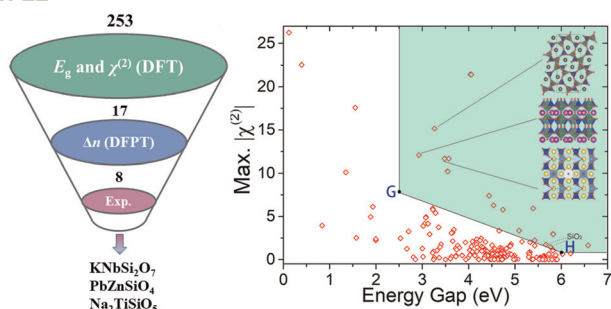 253
E_g and χ^(2) (DFT)
17
Δn (DFPT)
8
Exp.
KNbSi₂O₇
PbZnSiO₄
Na₂TiSiO₅
Max. |χ^(2)|
25
20
15
10
5
0
G
SiO₂
H
0 1 2 3 4 5 6 7
Energy Gap (eV)